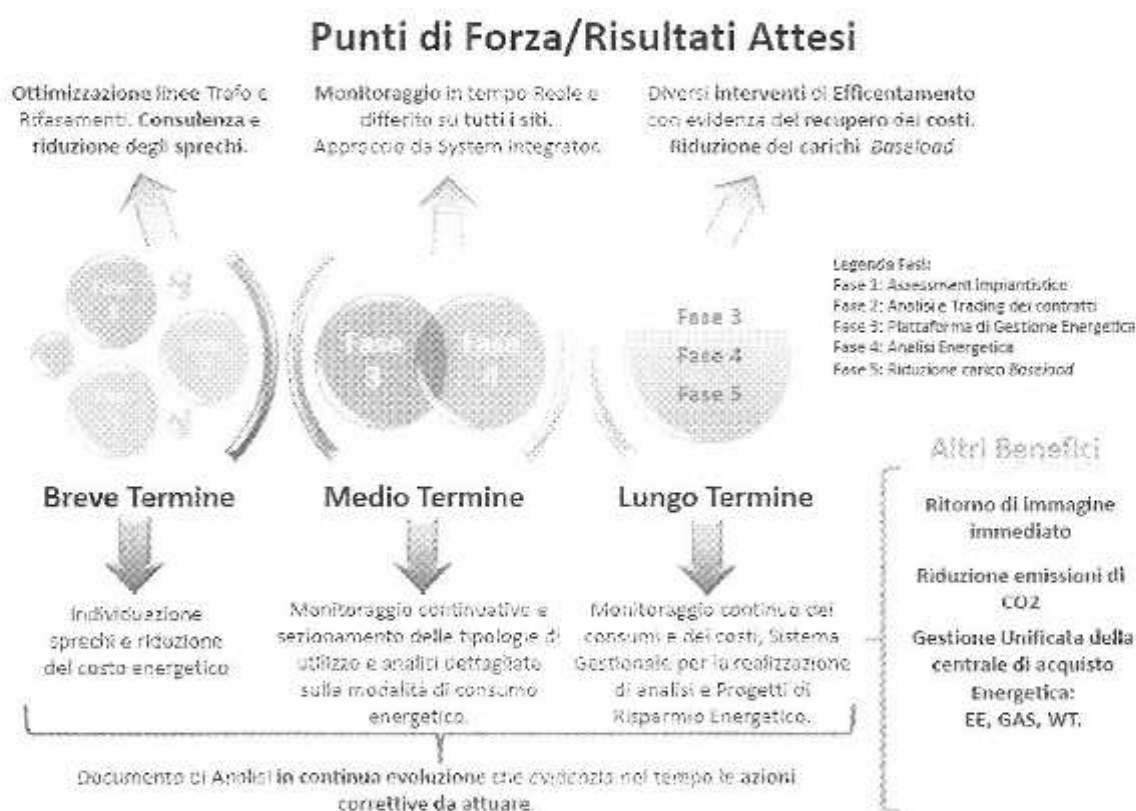 Punti di Forza/Risultati Attesi
Ottimizzazione linee Trafo e
Rifasamenti. Consulenza e
riduzione degli sprechi.
Monitoraggio in tempo Reale e
differito su tutti i siti.
Approccio da System Integrator.
Diversi interventi di Efficentamento
con evidenza del recupero dei costi.
Riduzione dei carichi Baseload
Legenda Fasi:
Fase 1: Assessment Impiantistico
Fase 2: Analisi e Trading dei contratti
Fase 3: Piattaforma di Gestione Energetica
Fase 4: Analisi Energetica
Fase 5: Riduzione carico Baseload
Fase
3
Fase
4
Fase 3
Fase 4
Fase 5
Breve Termine
Medio Termine
Lungo Termine
Individuazione
sprechi e riduzione
del costo energetico
Monitoraggio continuativo e
sezionamento delle tipologie di
utilizzo e analisi dettagliate
sulla modalità di consumo
energetico.
Monitoraggio continuo dei
consumi e dei costi, Sistema
Gestionale per la realizzazione
di analisi e Progetti di
Risparmio Energetico.
Altri Benefici
Ritorno di immagine
immediato
Riduzione emissioni di
CO2
Gestione Unificata della
centrale di acquisto
Energetica:
EE, GAS, WT.
Documento di Analisi in continua evoluzione che evidenzia nel tempo le azioni
correttive da attuare.